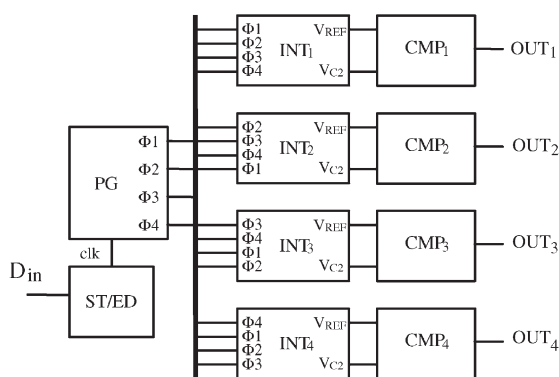 Φ1
Φ2
Φ3
Φ4
INT1
VREF
VC2
CMP1
OUT1
Φ2
Φ3
Φ4
Φ1
INT2
VREF
VC2
CMP2
OUT2
PG
Φ1
Φ2
Φ3
Φ4
Φ3
Φ4
Φ1
Φ2
INT3
VREF
VC2
CMP3
OUT3
clk
Din
ST/ED
Φ4
Φ1
Φ2
Φ3
INT4
VREF
VC2
CMP4
OUT4